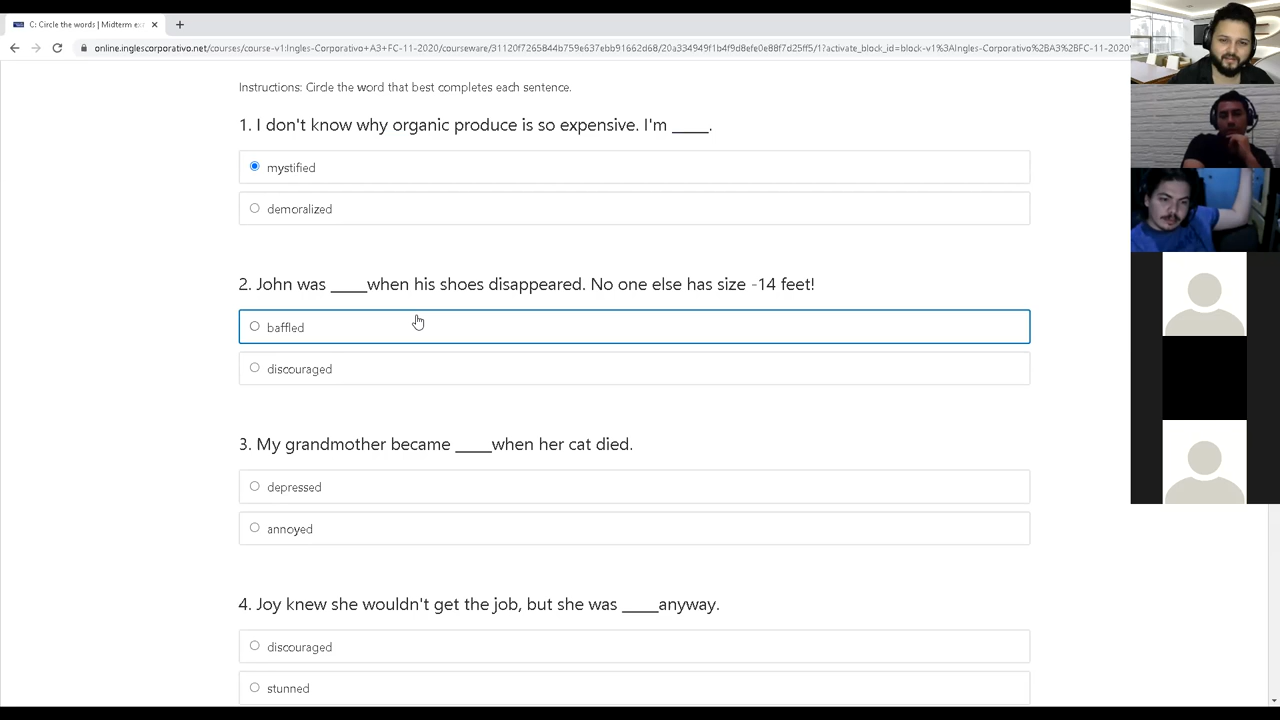 C: Circle the words | Midterm ex
online.inglescorporativo.net/courses/course-v1:Ingles-Corporativo+A3+FC-11-2020/courseware/31120f7265844b759e637ebb91662d68/20a334949f1b4f9d8efe0e88f7d25ff5/1?activate_block_id=block-v1%3AIngles-Corporativo%2BA3%2BFC-11-2020
Instructions: Circle the word that best completes each sentence.
1. I don't know why organic produce is so expensive. I'm ____.
mystified
demoralized
2. John was ____when his shoes disappeared. No one else has size -14 feet!
baffled
discouraged
3. My grandmother became ____when her cat died.
depressed
annoyed
4. Joy knew she wouldn't get the job, but she was ____anyway.
discouraged
stunned